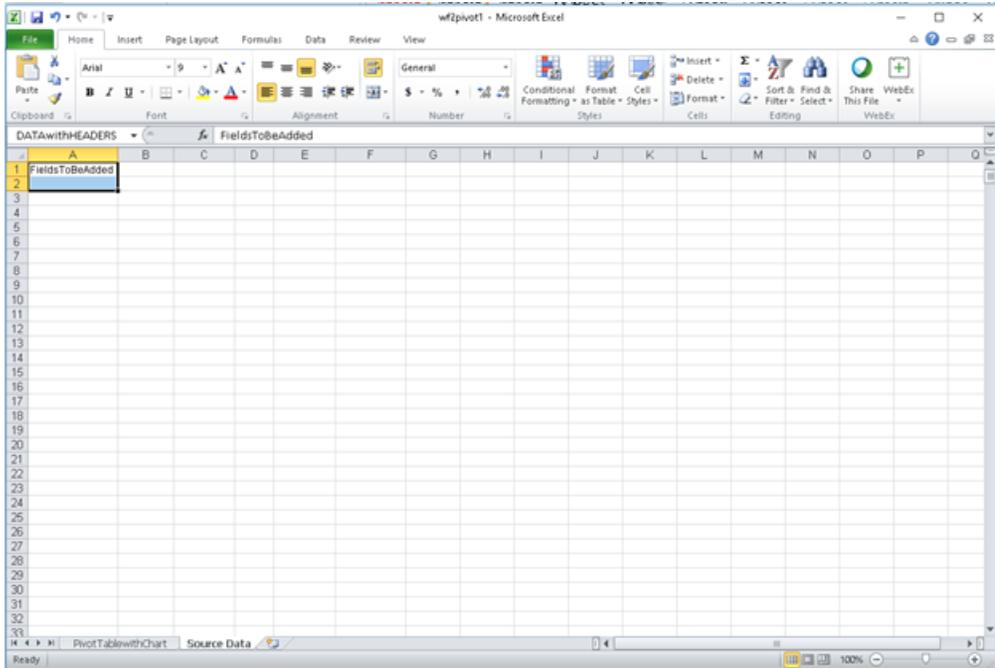 wf2pivot1 - Microsoft Excel
File Home Insert Page Layout Formulas Data Review View
Paste
Arial 9 A A
B I U A
General
$ % ,
Conditional Formatting
Format as Table
Cell Styles
Insert
Delete
Format
Σ
Sort & Filter
Find & Select
Share This File
WebEx
Clipboard Font Alignment Number Styles Cells Editing WebEx
DATAwithHEADERS fx FieldsToBeAdded
A B C D E F G H I J K L M N O P Q
1 FieldsToBeAdded
2
3
4
5
6
7
8
9
10
11
12
13
14
15
16
17
18
19
20
21
22
23
24
25
26
27
28
29
30
31
32
33
PivotTablewithChart Source Data
Ready 100%